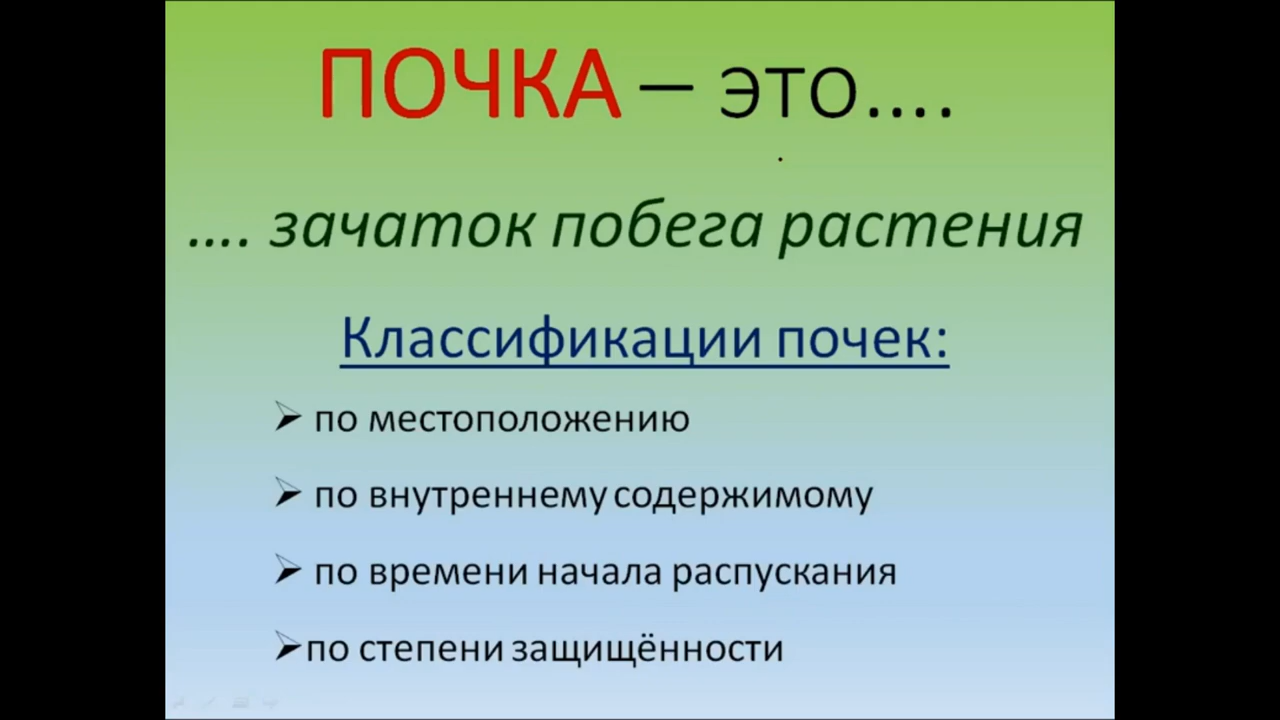 ПОЧКА – ЭТО....
.... зачаток побега растения
Классификации почек:
➢ по местоположению
➢ по внутреннему содержимому
➢ по времени начала распускания
➢по степени защищённости